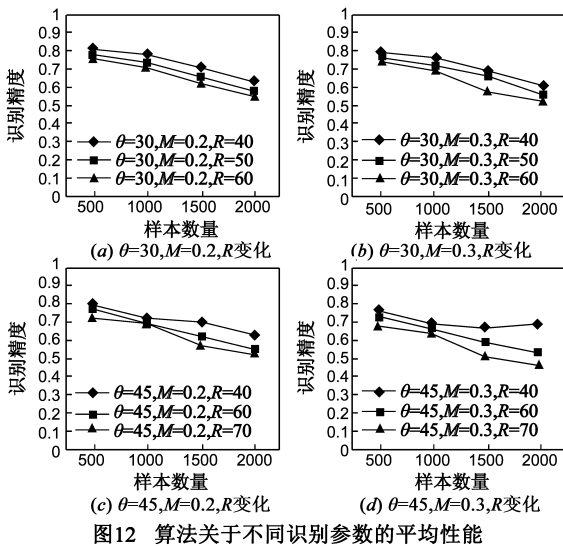 1
0.9
0.8
0.7
0.6
0.5
0.4
0.3
0.2
0.1
0
识别精度
θ=30,M=0.2,R=40
θ=30,M=0.2,R=50
θ=30,M=0.2,R=60
500 1000 1500 2000
样本数量
(a) θ=30,M=0.2,R变化
1
0.9
0.8
0.7
0.6
0.5
0.4
0.3
0.2
0.1
0
识别精度
θ=30,M=0.3,R=40
θ=30,M=0.3,R=50
θ=30,M=0.3,R=60
500 1000 1500 2000
样本数量
(b) θ=30,M=0.3,R变化
1
0.9
0.8
0.7
0.6
0.5
0.4
0.3
0.2
0.1
0
识别精度
θ=45,M=0.2,R=40
θ=45,M=0.2,R=60
θ=45,M=0.2,R=70
500 1000 1500 2000
样本数量
(c) θ=45,M=0.2,R变化
1
0.9
0.8
0.7
0.6
0.5
0.4
0.3
0.2
0.1
0
识别精度
θ=45,M=0.3,R=40
θ=45,M=0.3,R=60
θ=45,M=0.3,R=70
500 1000 1500 2000
样本数量
(d) θ=45,M=0.3,R变化
图12 算法关于不同识别参数的平均性能